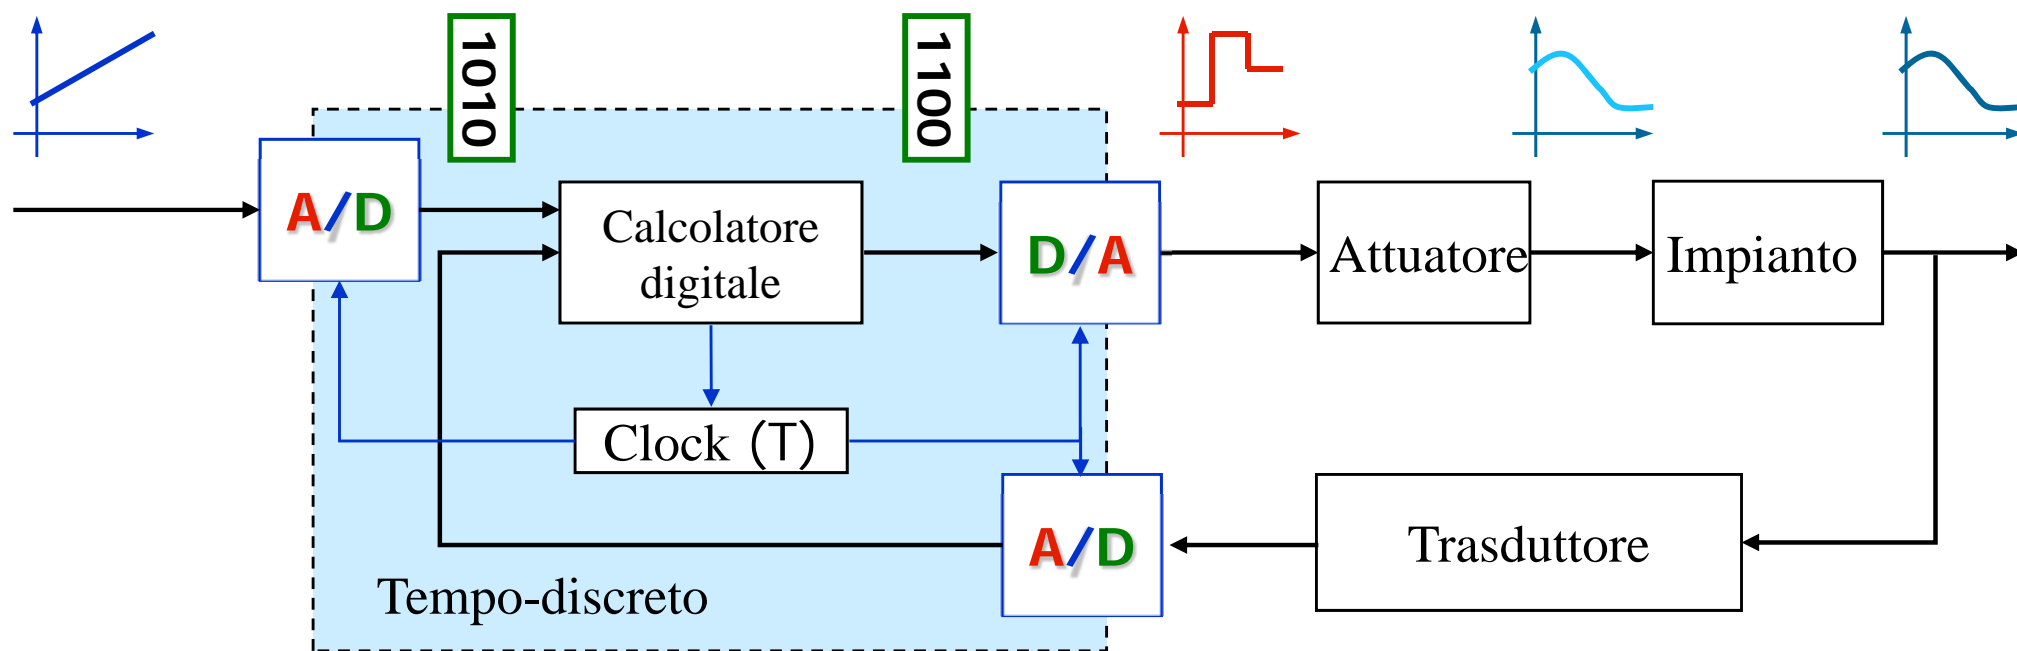 1010
1100
A/D
Calcolatore
digitale
D/A
Attuatore
Impianto
Clock (T)
A/D
Trasduttore
Tempo-discreto